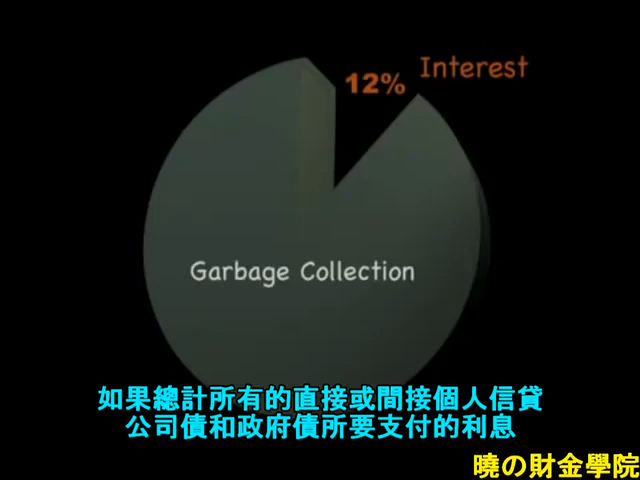 12%
Interest
Garbage Collection
如果總計所有的直接或間接個人信貸
公司債和政府債所要支付的利息
曉の財金學院